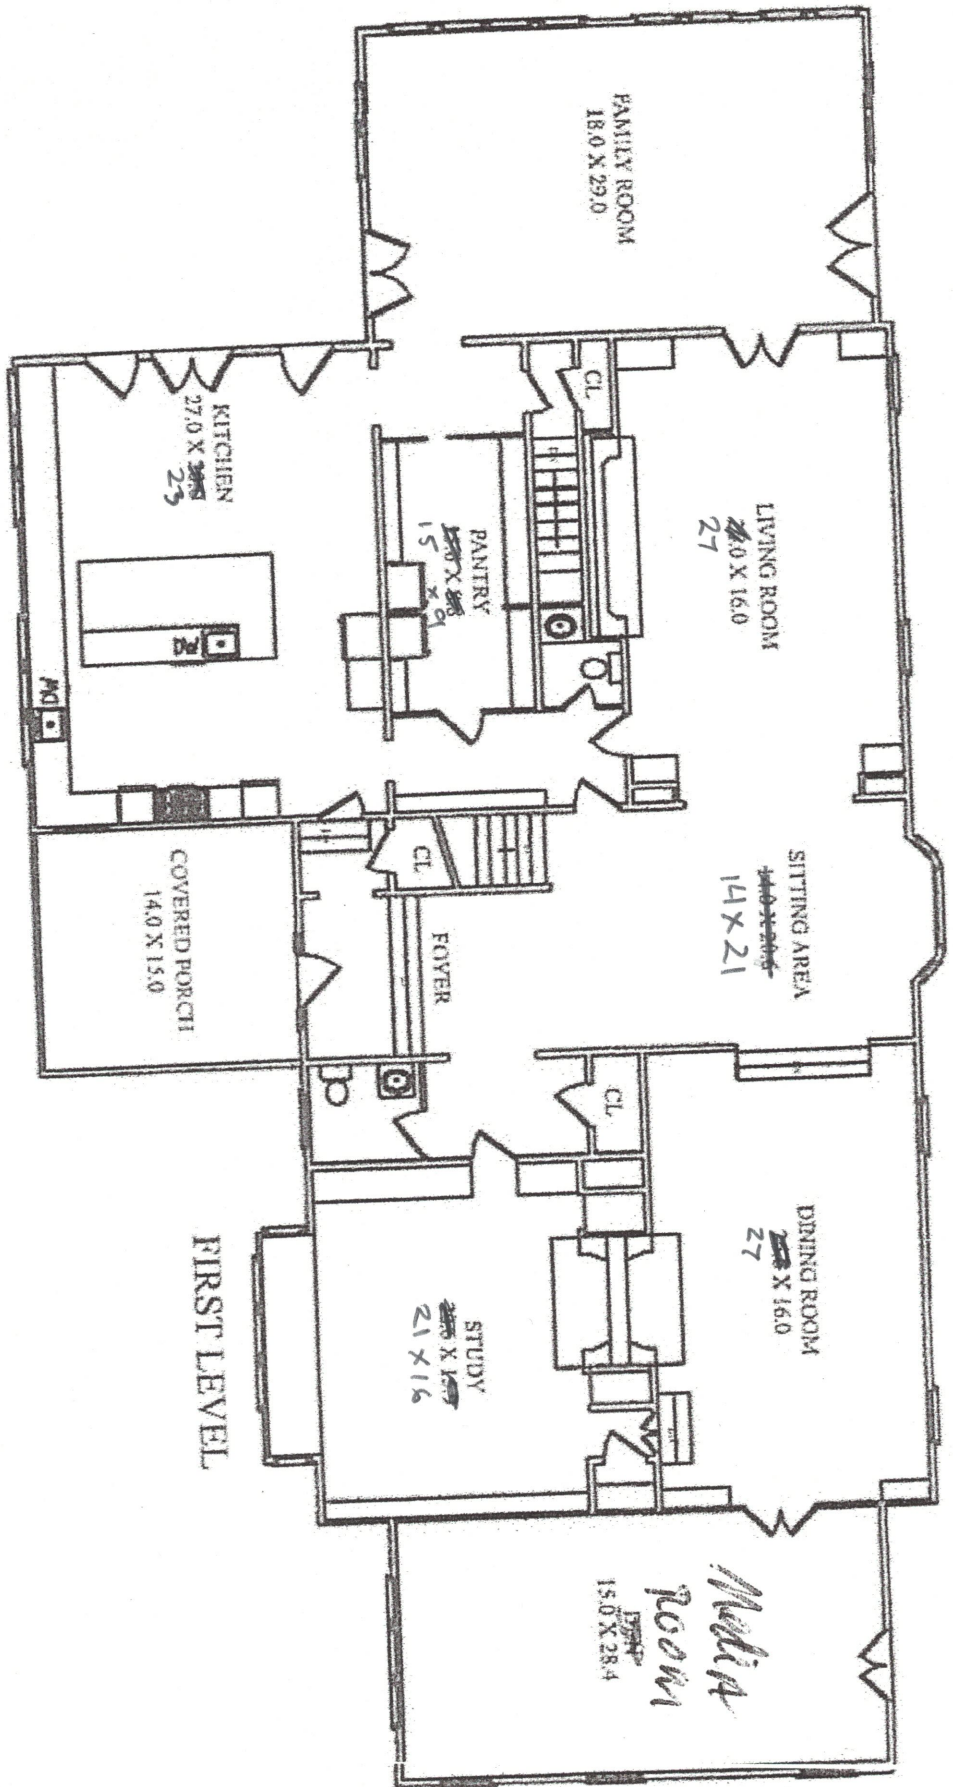 FAMILY ROOM
18.0 X 29.0
CL
LIVING ROOM
27 .0 X 16.0
KITCHEN
27.0 X
23
PANTRY
15 x 9
DW
DW
SITTING AREA
14 X 21
CL
FOYER
COVERED PORCH
14.0 X 15.0
CL
DINING ROOM
27 X 16.0
STUDY
21 X 16
FIRST LEVEL
Media
Room
15.0 X 28.4